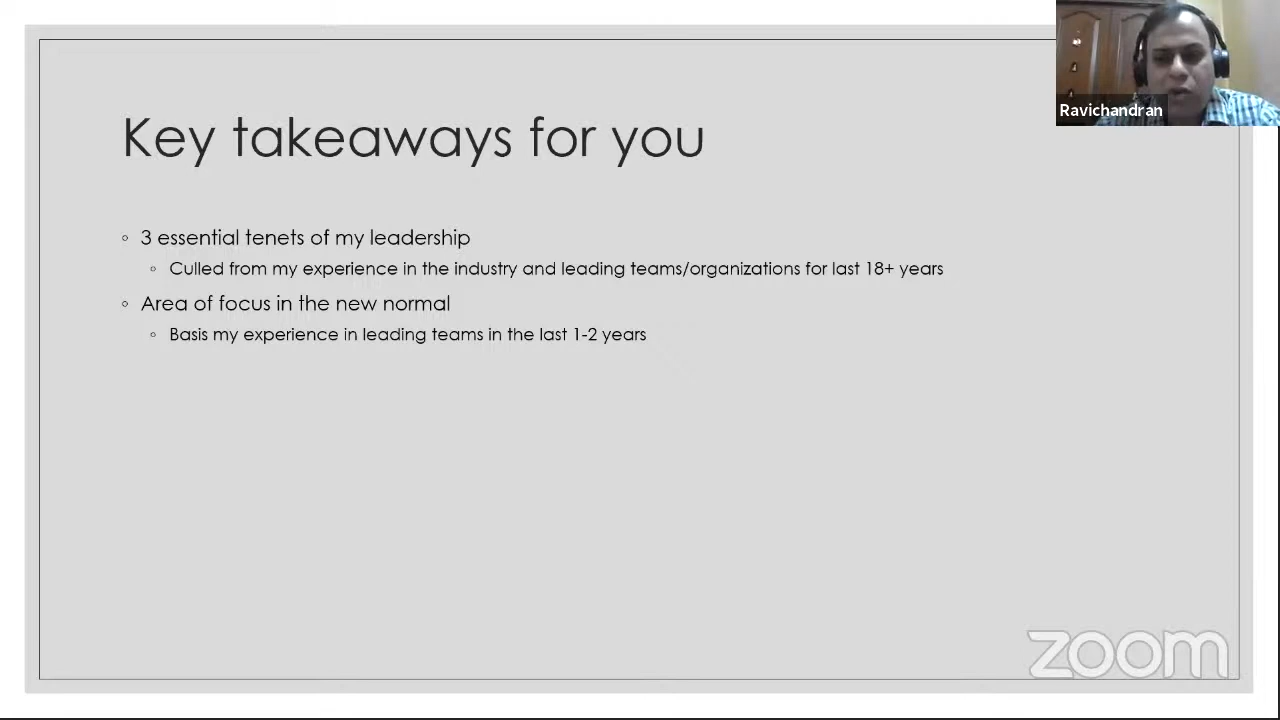 Ravichandran
Key takeaways for you
3 essential tenets of my leadership
Culled from my experience in the industry and leading teams/organizations for last 18+ years
Area of focus in the new normal
Basis my experience in leading teams in the last 1-2 years
zoom